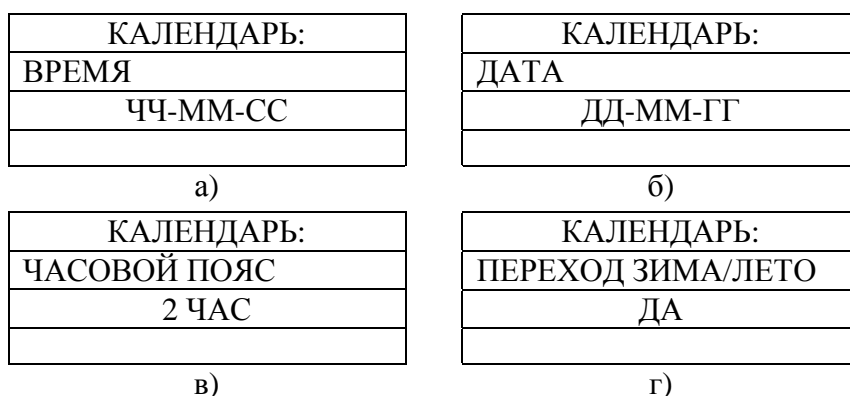 КАЛЕНДАРЬ:
ВРЕМЯ
ЧЧ-ММ-СС
а)
КАЛЕНДАРЬ:
ДАТА
ДД-ММ-ГГ
б)
КАЛЕНДАРЬ:
ЧАСОВОЙ ПОЯС
2 ЧАС
в)
КАЛЕНДАРЬ:
ПЕРЕХОД ЗИМА/ЛЕТО
ДА
г)